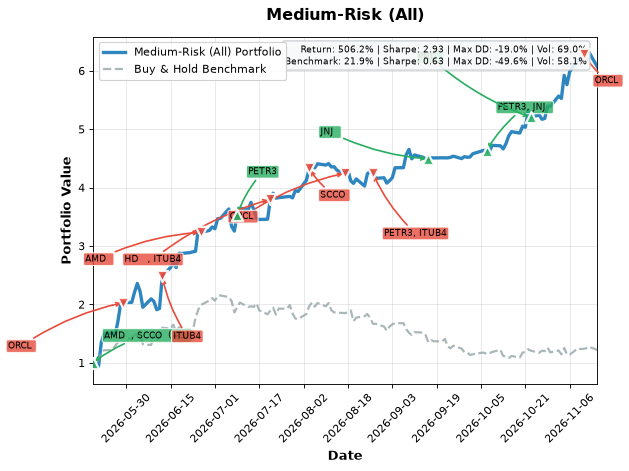 Medium-Risk (All)
Medium-Risk (All) Portfolio
Buy & Hold Benchmark
Return: 506.2% | Sharpe: 2.93 | Max DD: -19.0% | Vol: 69.0%
Benchmark: 21.9% | Sharpe: 0.63 | Max DD: -49.6% | Vol: 58.1%
ORCL
PETR3, JNJ
JNJ
PETR3
SCCO
ORCL
PETR3, ITUB4
AMD
HD , ITUB4
AMD , SCCO
ITUB4
ORCL
Portfolio Value
6
5
4
3
2
1
2026-05-30
2026-06-15
2026-07-01
2026-07-17
2026-08-02
2026-08-18
2026-09-03
2026-09-19
2026-10-05
2026-10-21
2026-11-06
Date